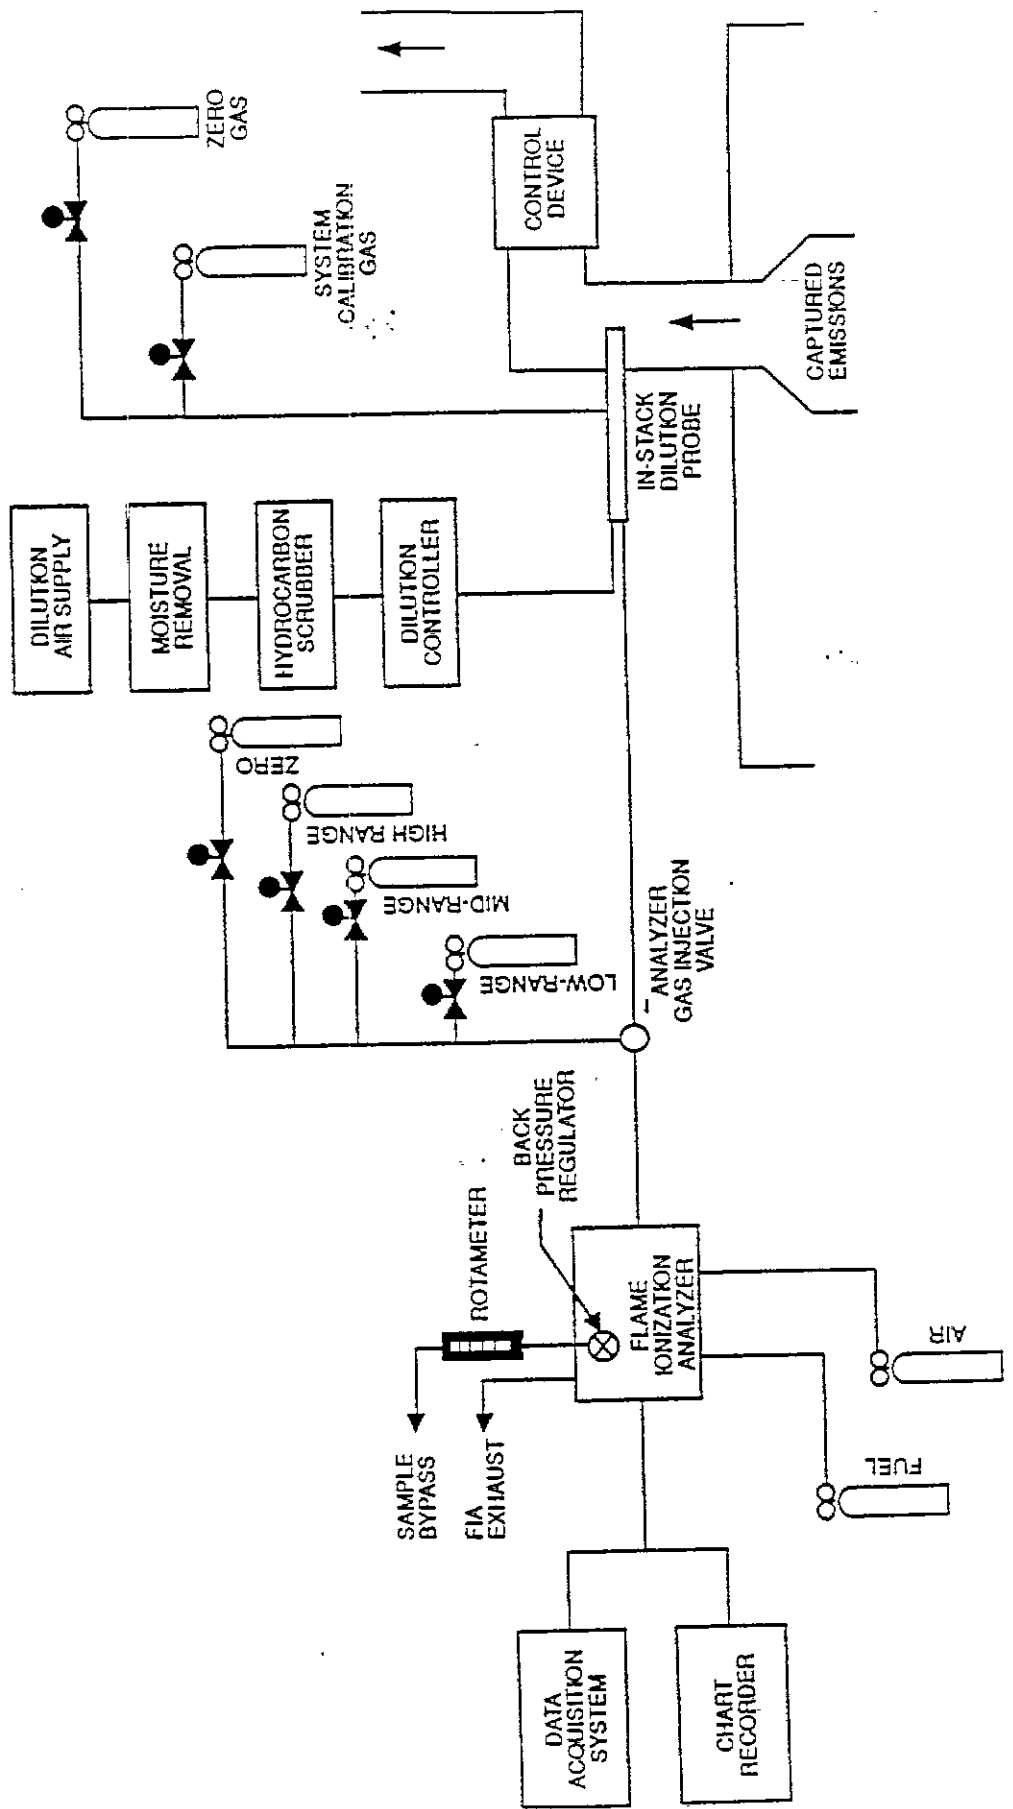 ZERO
GAS
SYSTEM
CALIBRATION
GAS
CONTROL
DEVICE
CAPTURED
EMISSIONS
IN-STACK
DILUTION
PROBE
DILUTION
AIR SUPPLY
MOISTURE
REMOVAL
HYDROCARBON
SCRUBBER
DILUTION
CONTROLLER
ZERO
HIGH RANGE
MID-RANGE
LOW-RANGE
ANALYZER
GAS INJECTION
VALVE
BACK
PRESSURE
REGULATOR
ROTAMETER
FLAME
IONIZATION
ANALYZER
SAMPLE
BYPASS
FIA
EXHAUST
AIR
FUEL
DATA
ACQUISITION
SYSTEM
CHART
RECORDER